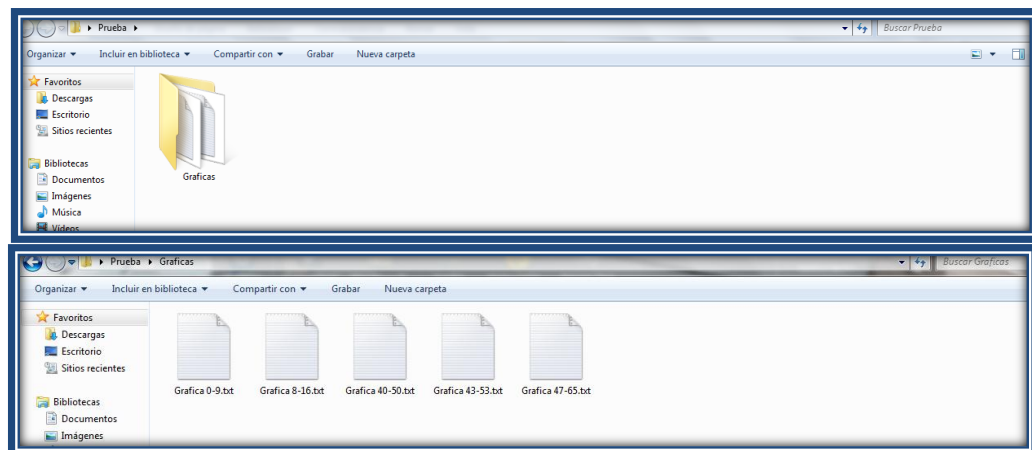 Prueba
Buscar Prueba
Organizar Incluir en biblioteca Compartir con Grabar Nueva carpeta
Favoritos
Descargas
Escritorio
Sitios recientes
Bibliotecas
Documentos
Imágenes
Música
Vídeos
Graficas
Prueba Graficas
Buscar Graficas
Organizar Incluir en biblioteca Compartir con Grabar Nueva carpeta
Favoritos
Descargas
Escritorio
Sitios recientes
Bibliotecas
Documentos
Imágenes
Grafica 0-9.txt Grafica 8-16.txt Grafica 40-50.txt Grafica 43-53.txt Grafica 47-65.txt